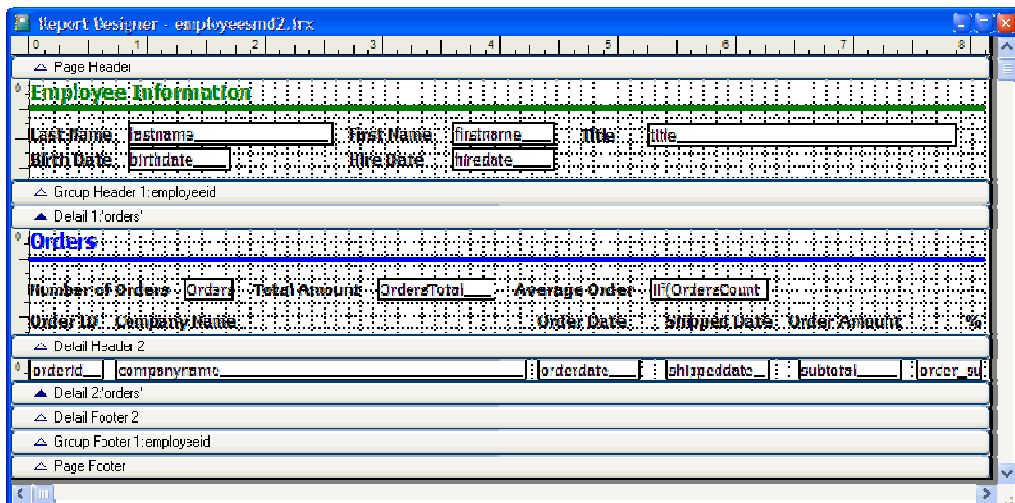 Report Designer - employeesmd2.frx
0 1 2 3 4 5 6 7 8
Page Header
Employee Information
Last Name lastname First Name firstname Title title
Birth Date birthdate Hire Date hiredate
Group Header 1:employeeid
Detail 1:'orders'
Orders
Number of Orders Orders Total Amount OrdersTotal Average Order IIF(OrdersCount
Order ID Company Name Order Date Shipped Date Order Amount %
Detail Header 2
orderid companyname orderdate shippeddate subtotal order_su
Detail 2:'orders'
Detail Footer 2
Group Footer 1:employeeid
Page Footer